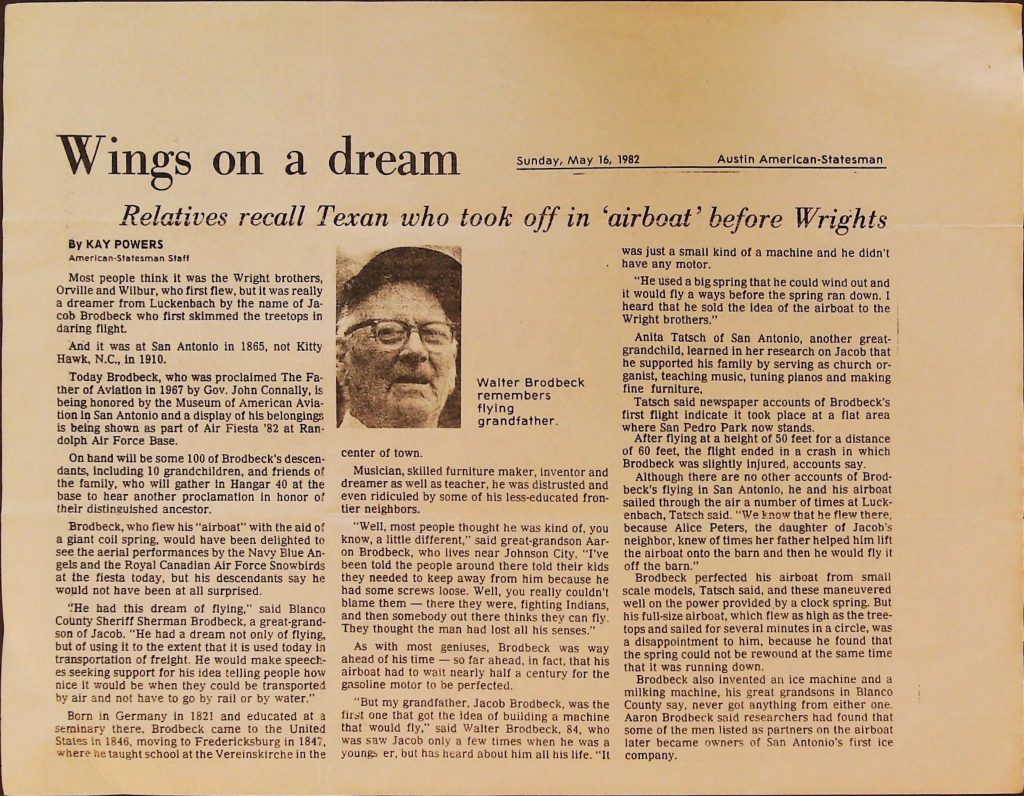 Wings on a dream
Sunday, May 16, 1982
Austin American-Statesman
Relatives recall Texan who took off in ‘airboat’ before Wrights
By KAY POWERS
American-Statesman Staff
Most people think it was the Wright brothers,
Orville and Wilbur, who first flew, but it was really
a dreamer from Luckenbach by the name of Ja-
cob Brodbeck who first skimmed the treetops in
daring flight.
And it was at San Antonio in 1865, not Kitty
Hawk, N.C., in 1910.
Today Brodbeck, who was proclaimed The Fa-
ther of Aviation in 1967 by Gov. John Connally, is
being honored by the Museum of American Avia-
tion in San Antonio and a display of his belongings
is being shown as part of Air Fiesta '82 at Ran-
dolph Air Force Base.
On hand will be some 100 of Brodbeck's descen-
dants, including 10 grandchildren, and friends of
the family, who will gather in Hangar 40 at the
base to hear another proclamation in honor of
their distinguished ancestor.
Brodbeck, who flew his "airboat" with the aid of
a giant coil spring, would have been delighted to
see the aerial performances by the Navy Blue An-
gels and the Royal Canadian Air Force Snowbirds
at the fiesta today, but his descendants say he
would not have been at all surprised.
"He had this dream of flying," said Blanco
County Sheriff Sherman Brodbeck, a great-grand-
son of Jacob. "He had a dream not only of flying,
but of using it to the extent that it is used today in
transportation of freight. He would make speech-
es seeking support for his idea telling people how
nice it would be when they could be transported
by air and not have to go by rail or by water."
Born in Germany in 1821 and educated at a
seminary there, Brodbeck came to the United
States in 1846, moving to Fredericksburg in 1847,
where he taught school at the Vereinskirche in the
Walter Brodbeck
remembers
flying
grandfather.
center of town.
Musician, skilled furniture maker, inventor and
dreamer as well as teacher, he was distrusted and
even ridiculed by some of his less-educated fron-
tier neighbors.
"Well, most people thought he was kind of, you
know, a little different," said great-grandson Aar-
on Brodbeck, who lives near Johnson City. "I've
been told the people around there told their kids
they needed to keep away from him because he
had some screws loose. Well, you really couldn't
blame them — there they were, fighting Indians,
and then somebody out there thinks they can fly.
They thought the man had lost all his senses."
As with most geniuses, Brodbeck was way
ahead of his time — so far ahead, in fact, that his
airboat had to wait nearly half a century for the
gasoline motor to be perfected.
"But my grandfather, Jacob Brodbeck, was the
first one that got the idea of building a machine
that would fly," said Walter Brodbeck, 84, who
saw Jacob only a few times when he was a
youngs er, but has heard about him all his life. "It
was just a small kind of a machine and he didn't
have any motor.
"He used a big spring that he could wind out and
it would fly a ways before the spring ran down. I
heard that he sold the idea of the airboat to the
Wright brothers."
Anita Tatsch of San Antonio, another great-
grandchild, learned in her research on Jacob that
he supported his family by serving as church or-
ganist, teaching music, tuning pianos and making
fine furniture.
Tatsch said newspaper accounts of Brodbeck's
first flight indicate it took place at a flat area
where San Pedro Park now stands.
After flying at a height of 50 feet for a distance
of 60 feet, the flight ended in a crash in which
Brodbeck was slightly injured, accounts say.
Although there are no other accounts of Brod-
beck's flying in San Antonio, he and his airboat
sailed through the air a number of times at Luck-
enbach, Tatsch said. "We know that he flew there,
because Alice Peters, the daughter of Jacob's
neighbor, knew of times her father helped him lift
the airboat onto the barn and then he would fly it
off the barn."
Brodbeck perfected his airboat from small
scale models, Tatsch said, and these maneuvered
well on the power provided by a clock spring. But
his full-size airboat, which flew as high as the tree-
tops and sailed for several minutes in a circle, was
a disappointment to him, because he found that
the spring could not be rewound at the same time
that it was running down.
Brodbeck also invented an ice machine and a
milking machine, his great grandsons in Blanco
County say, never got anything from either one.
Aaron Brodbeck said researchers had found that
some of the men listed as partners on the airboat
later became owners of San Antonio's first ice
company.